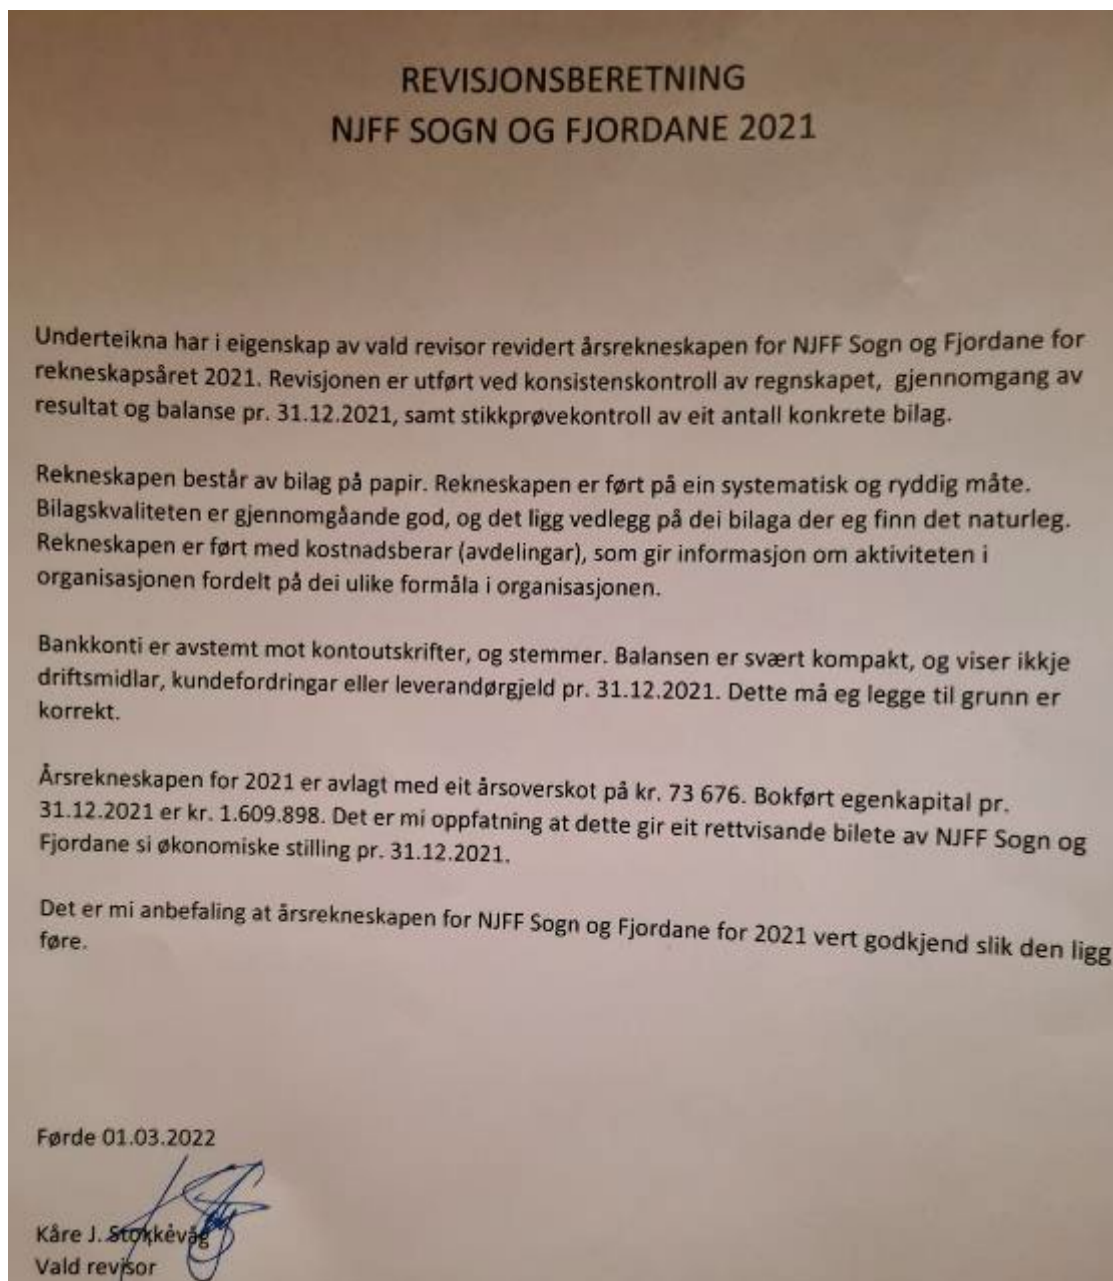 REVISJONSBERETNING
NJFF SOGN OG FJORDANE 2021
Underteikna har i eigenskap av vald revisor revidert årsrekneskapen for NJFF Sogn og Fjordane for
rekneskapsåret 2021. Revisjonen er utført ved konsistenskontroll av regnskapet, gjennomgang av
resultat og balanse pr. 31.12.2021, samt stikkprøvekontroll av eit antall konkrete bilag.
Rekneskapen består av bilag på papir. Rekneskapen er ført på ein systematisk og ryddig måte.
Bilagskvaliteten er gjennomgåande god, og det ligg vedlegg på dei bilaga der eg finn det naturleg.
Rekneskapen er ført med kostnadsberar (avdelingar), som gir informasjon om aktiviteten i
organisasjonen fordelt på dei ulike formåla i organisasjonen.
Bankkonti er avstemt mot kontoutskrifter, og stemmer. Balansen er svært kompakt, og viser ikkje
driftsmidlar, kundefordringar eller leverandørgjeld pr. 31.12.2021. Dette må eg legge til grunn er
korrekt.
Årsrekneskapen for 2021 er avlagt med eit årsoverskot på kr. 73 676. Bokført egenkapital pr.
31.12.2021 er kr. 1.609.898. Det er mi oppfatning at dette gir eit rettvisande bilete av NJFF Sogn og
Fjordane si økonomiske stilling pr. 31.12.2021.
Det er mi anbefaling at årsrekneskapen for NJFF Sogn og Fjordane for 2021 vert godkjend slik den ligg
føre.
Førde 01.03.2022
Kåre J. Stokkevåg
Vald revisor